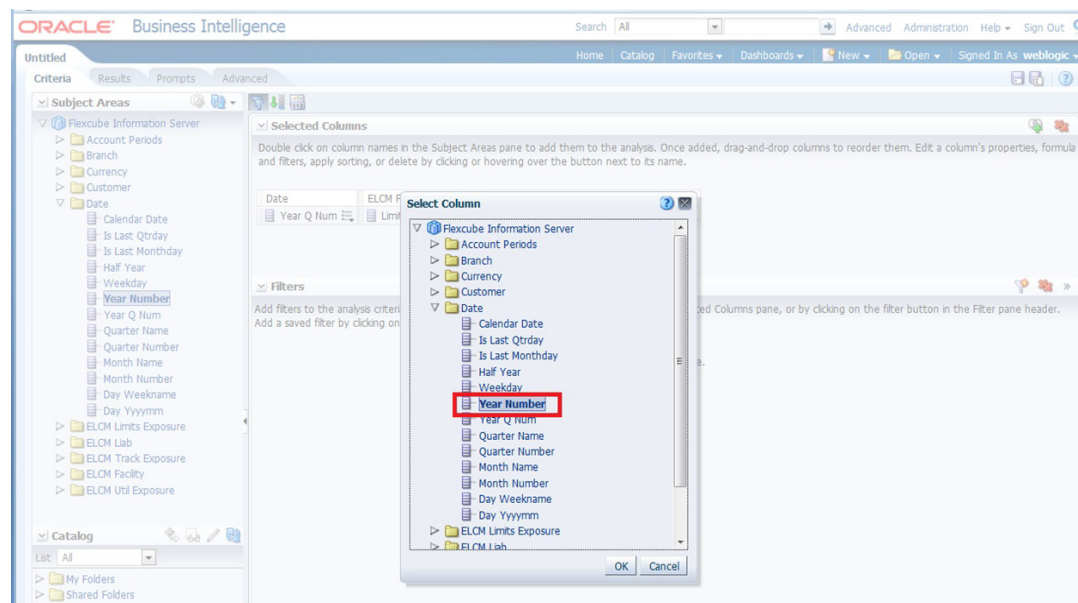 ORACLE Business Intelligence
Search All Advanced Administration Help Sign Out
Untitled
Home Catalog Favorites Dashboards New Open Signed In As weblogic
Criteria Results Prompts Advanced
Subject Areas
Flexcube Information Server
Account Periods
Branch
Currency
Customer
Date
Calendar Date
Is Last Qtrday
Is Last Monthday
Half Year
Weekday
Year Number
Year Q Num
Quarter Name
Quarter Number
Month Name
Month Number
Day Weekname
Day Yyyymm
ELCM Limits Exposure
ELCM Liab
ELCM Track Exposure
ELCM Facility
ELCM Util Exposure
Catalog
List All
My Folders
Shared Folders
Selected Columns
Double click on column names in the Subject Areas pane to add them to the analysis. Once added, drag-and-drop columns to reorder them. Edit a column's properties, formula
and filters, apply sorting, or delete by clicking or hovering over the button next to its name.
Date ELCM F
Year Q Num Limi
Filters
Add filters to the analysis criteri ted Columns pane, or by clicking on the filter button in the Filter pane header.
Add a saved filter by clicking on
e.
Select Column
Flexcube Information Server
Account Periods
Branch
Currency
Customer
Date
Calendar Date
Is Last Qtrday
Is Last Monthday
Half Year
Weekday
Year Number
Year Q Num
Quarter Name
Quarter Number
Month Name
Month Number
Day Weekname
Day Yyyymm
ELCM Limits Exposure
ELCM Liab
OK Cancel